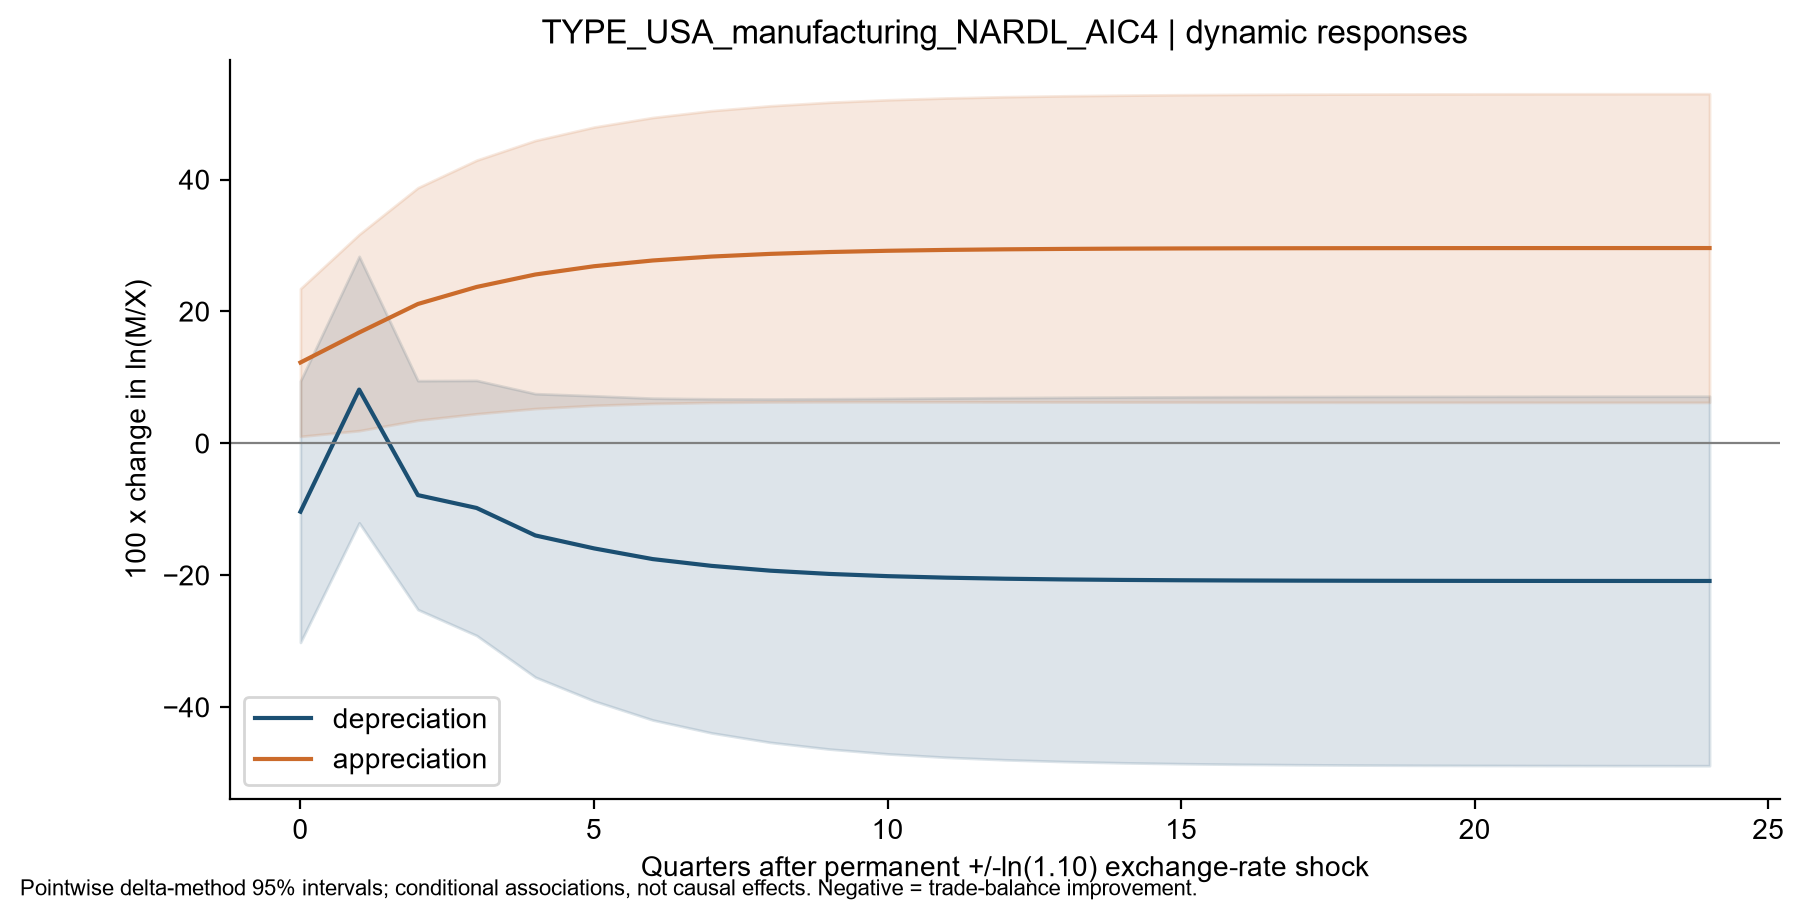 TYPE_USA_manufacturing_NARDL_AIC4 | dynamic responses
100 x change in ln(M/X)
40
20
0
−20
−40
depreciation
appreciation
0 5 10 15 20 25
Quarters after permanent +/-ln(1.10) exchange-rate shock
Pointwise delta-method 95% intervals; conditional associations, not causal effects. Negative = trade-balance improvement.